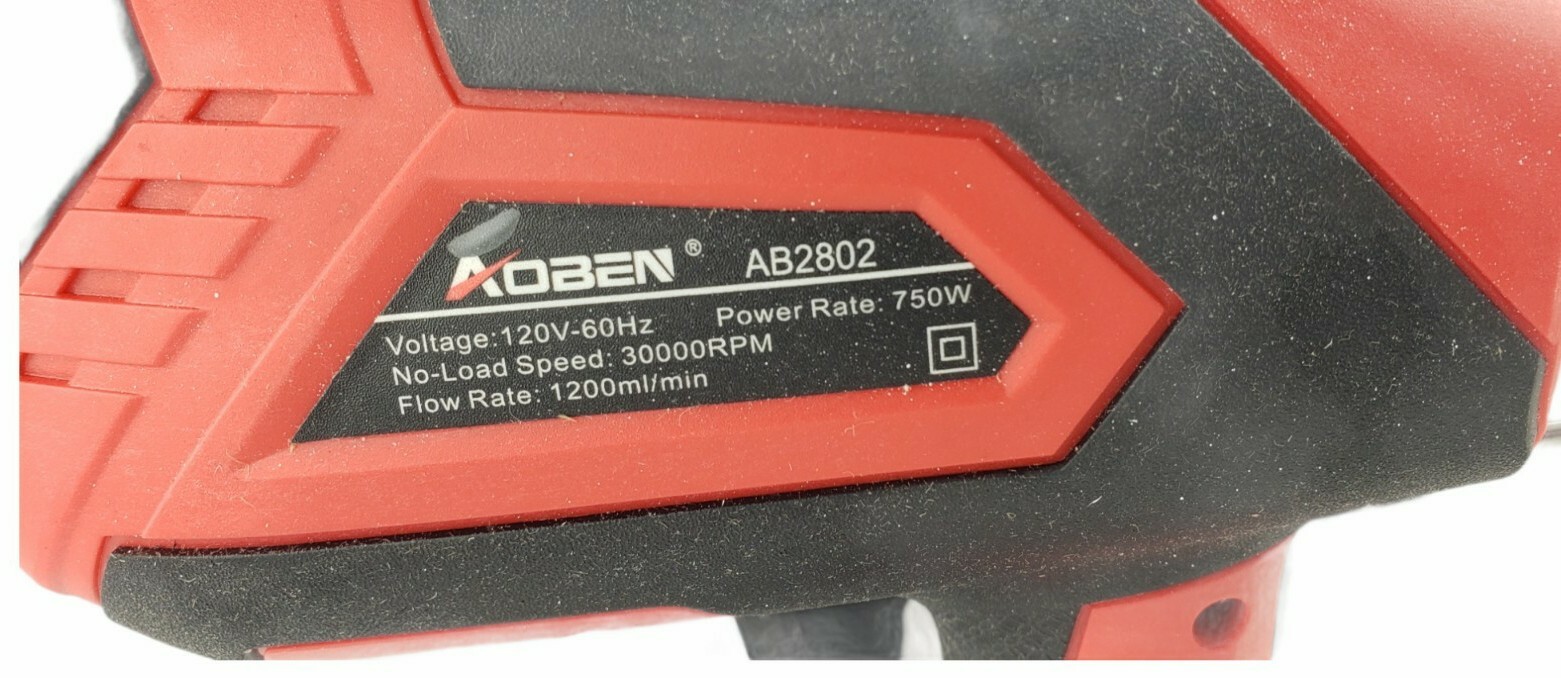 AOBEN® AB2802
Voltage:120V-60Hz Power Rate: 750W
No-Load Speed: 30000RPM
Flow Rate: 1200ml/min